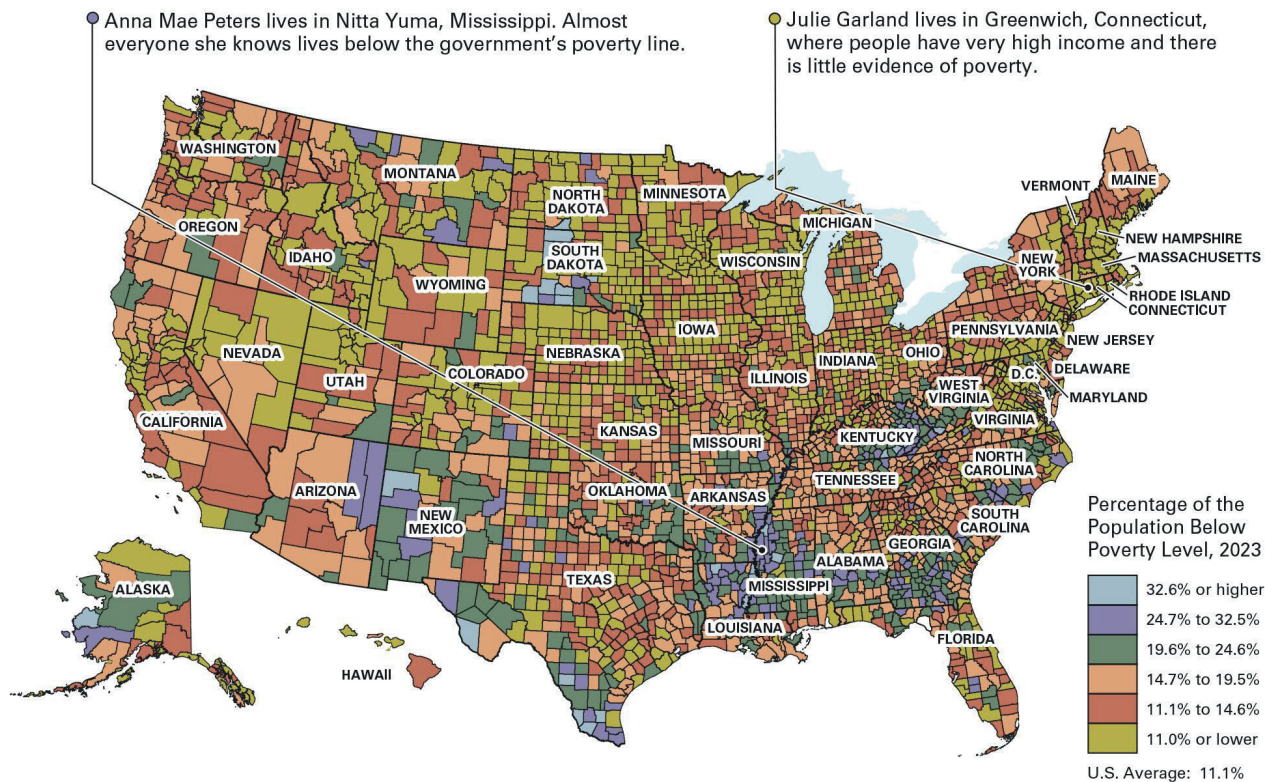 Anna Mae Peters lives in Nitta Yuma, Mississippi. Almost
everyone she knows lives below the government's poverty line.
Julie Garland lives in Greenwich, Connecticut,
where people have very high income and there
is little evidence of poverty.
WASHINGTON
MONTANA
NORTH
DAKOTA
MINNESOTA
MICHIGAN
VERMONT
MAINE
OREGON
IDAHO
SOUTH
DAKOTA
WISCONSIN
NEW
YORK
NEW HAMPSHIRE
MASSACHUSETTS
WYOMING
RHODE ISLAND
CONNECTICUT
IOWA
PENNSYLVANIA
NEW JERSEY
NEVADA
NEBRASKA
OHIO
INDIANA
ILLINOIS
UTAH
COLORADO
D.C.
DELAWARE
WEST
VIRGINIA
MARYLAND
CALIFORNIA
KANSAS
MISSOURI
KENTUCKY
VIRGINIA
NORTH
CAROLINA
TENNESSEE
ARIZONA
NEW
MEXICO
OKLAHOMA
ARKANSAS
SOUTH
CAROLINA
GEORGIA
ALABAMA
MISSISSIPPI
TEXAS
LOUISIANA
FLORIDA
ALASKA
HAWAII
Percentage of the
Population Below
Poverty Level, 2023
32.6% or higher
24.7% to 32.5%
19.6% to 24.6%
14.7% to 19.5%
11.1% to 14.6%
11.0% or lower
U.S. Average: 11.1%